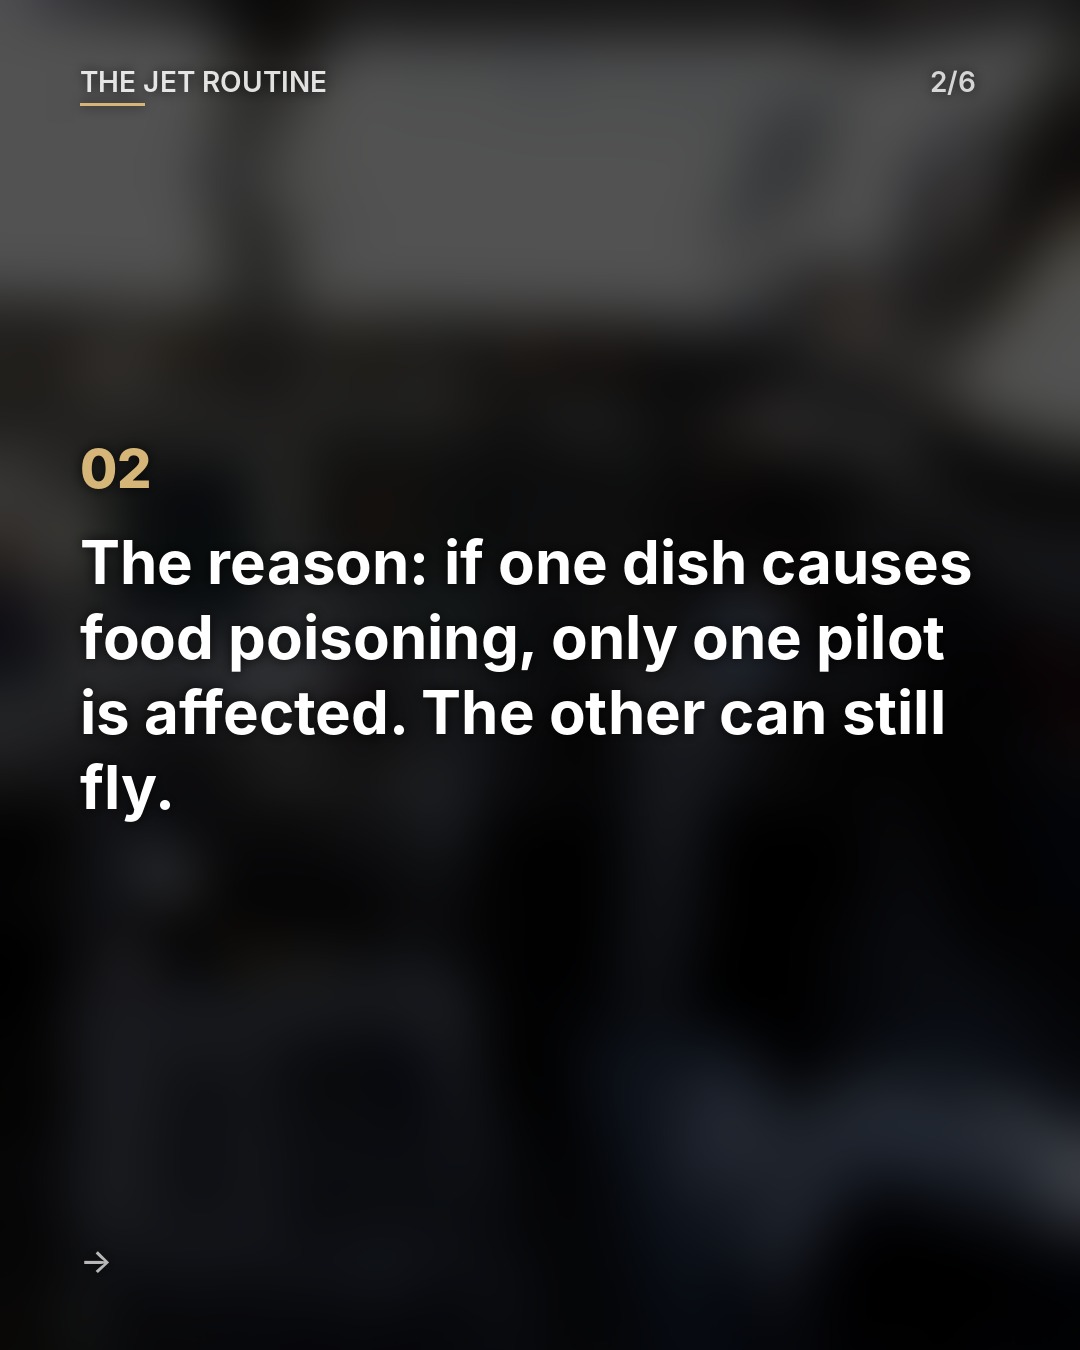 THE JET ROUTINE
2/6
02
The reason: if one dish causes
food poisoning, only one pilot
is affected. The other can still
fly.
→